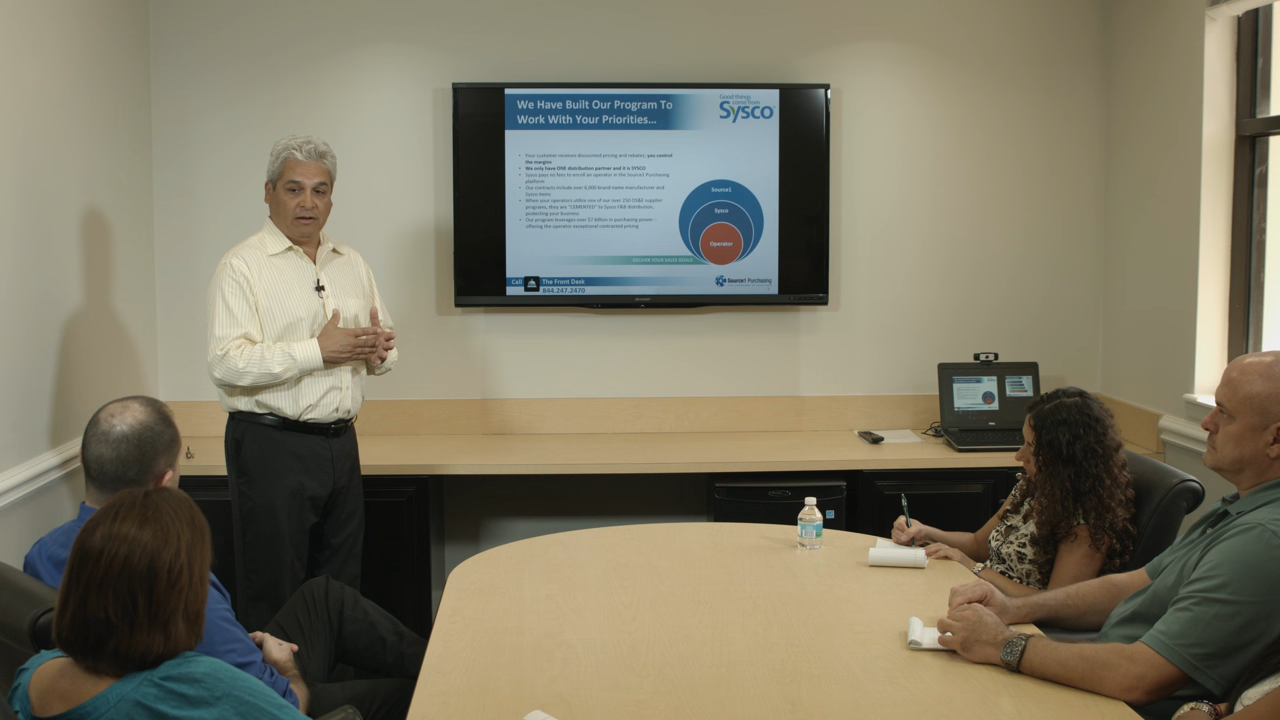 We Have Built Our Program To
Work With Your Priorities...
Good things
come from
Sysco
• Your customer receives discounted pricing and rebates, you control
the margins
• We only have ONE distribution partner and it is SYSCO
• Sysco pays no fees to enroll an operator in the Source1 Purchasing
platform
• Our contracts include over 6,000 brand name manufacturer and
Sysco items
• When your operators utilize one of our over 250 OS&E supplier
programs, they are "CEMENTED" to Sysco F&B distribution,
protecting your business
• Our program leverages over $7 billion in purchasing power –
offering the operator exceptional contracted pricing
Source1
Sysco
Operator
DELIVER YOUR SALES GOALS
Call The Front Desk
844.247.2470
Source1 Purchasing
SHARP